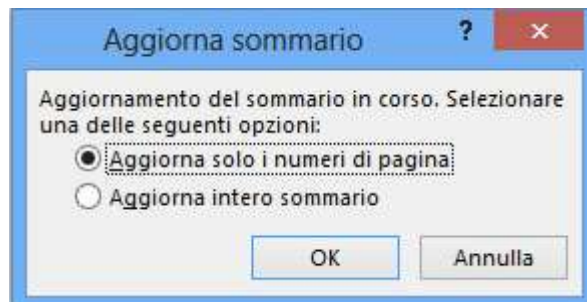 Aggiorna sommario ? ×
Aggiornamento del sommario in corso. Selezionare
una delle seguenti opzioni:
Aggiorna solo i numeri di pagina
Aggiorna intero sommario
OK Annulla